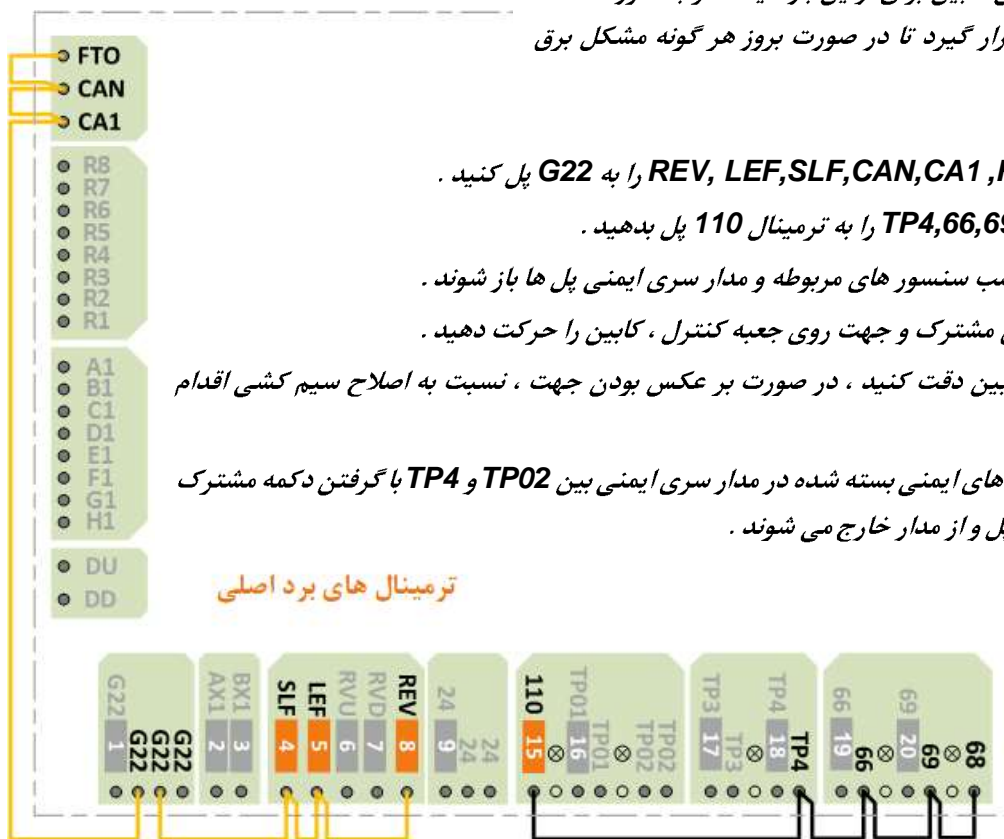 ار گیرد تا در صورت بروز هر گونه مشکل برق
FTO
CAN
CA1
REV, LEF,SLF,CAN,CA1 , را به G22 پل کنید .
TP4,66,69 را به ترمینال 110 پل بدهید .
سنسور های مربوطه و مدار سری ایمنی پل ها باز شوند .
مشترک و جهت روی جعبه کنترل ، کابین را حرکت دهید .
دقت کنید ، در صورت بر عکس بودن جهت ، نسبت به اصلاح سیم کشی اقدام
های ایمنی بسته شده در مدار سری ایمنی بین TP02 و TP4 با گرفتن دکمه مشترک
و از مدار خارج می شوند .
R8
R7
R6
R5
R4
R3
R2
R1
A1
B1
C1
D1
E1
F1
G1
H1
DU
DD
ترمینال های برد اصلی
G22 1 G22 G22
AX1 2 BX1 3
SLF 4 LEF 5 RVU 6 RVD 7 REV 8
24 9 24 24
110 15 TP01 16 TP01 TP02 TP02
TP3 17 TP3 TP4 18 TP4
66 19 66 69 20 69 68